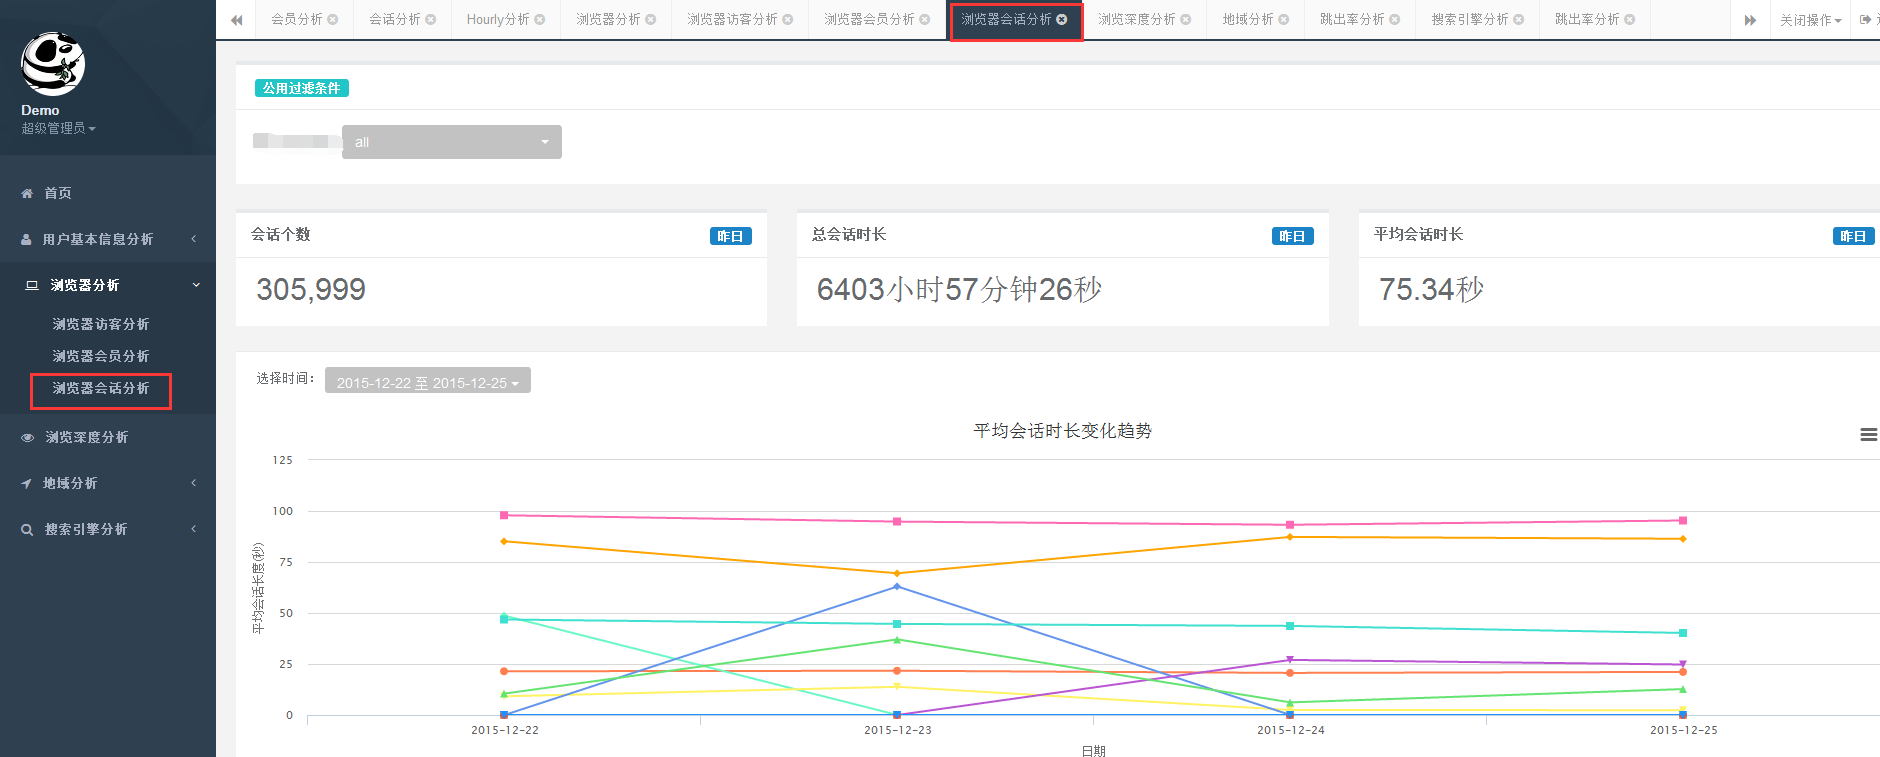 会员分析 会话分析 Hourly分析 浏览器分析 浏览器访客分析 浏览器会员分析 浏览器会话分析 浏览深度分析 地域分析 跳出率分析 搜索引擎分析 跳出率分析 关闭操作
Demo
超级管理员
首页
用户基本信息分析
浏览器分析
浏览器访客分析
浏览器会员分析
浏览器会话分析
浏览深度分析
地域分析
搜索引擎分析
公用过滤条件
all
会话个数 昨日
305,999
总会话时长 昨日
6403小时57分钟26秒
平均会话时长 昨日
75.34秒
选择时间: 2015-12-22 至 2015-12-25
平均会话时长变化趋势
平均会话长度(秒)
125
100
75
50
25
0
2015-12-22 2015-12-23 2015-12-24 2015-12-25
日期